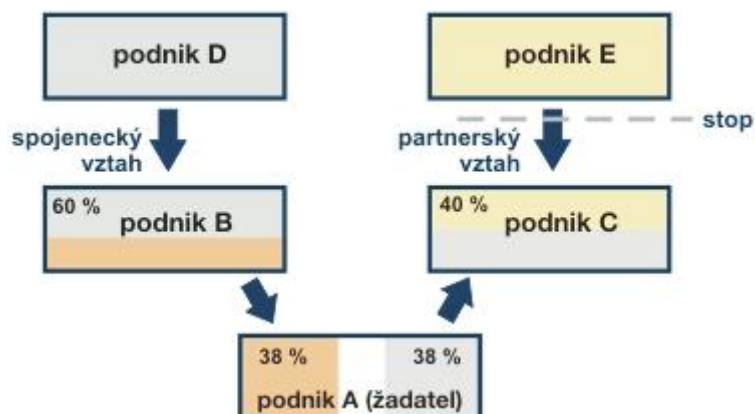 podnik D
podnik E
stop
spojenecký
vztah
partnerský
vztah
60 %
podnik B
40 %
podnik C
38 %
38 %
podnik A (žadatel)